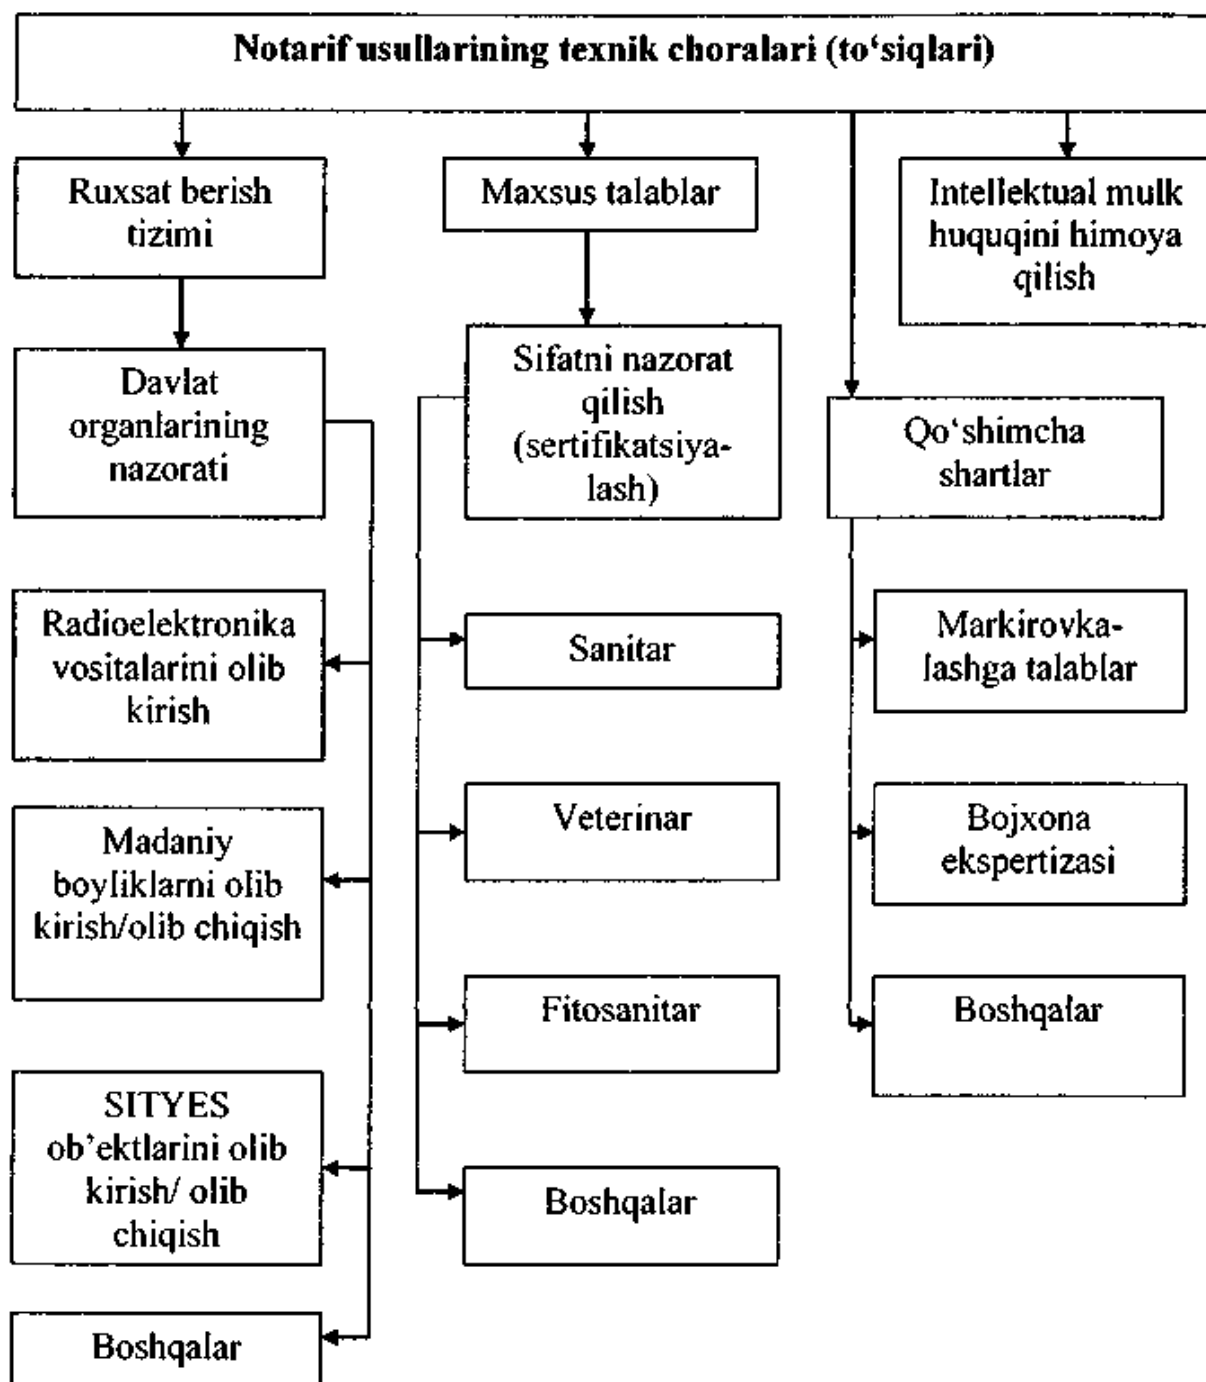 Notarif usullarining texnik choralari (to‘siqlari)
Ruxsat berish
tizimi
Maxsus talablar
Intellektual mulk
huquqini himoya
qilish
Davlat
organlarining
nazorati
Sifatni nazorat
qilish
(sertifikatsiya-
lash)
Qo‘shimcha
shartlar
Radioelektronika
vositalarini olib
kirish
Sanitar
Markirovka-
lashga talablar
Madaniy
boyliklarni olib
kirish/olib chiqish
Veterinar
Bojxona
ekspertizasi
Fitosanitar
Boshqalar
SITYES
ob’ektlarini olib
kirish/ olib
chiqish
Boshqalar
Boshqalar